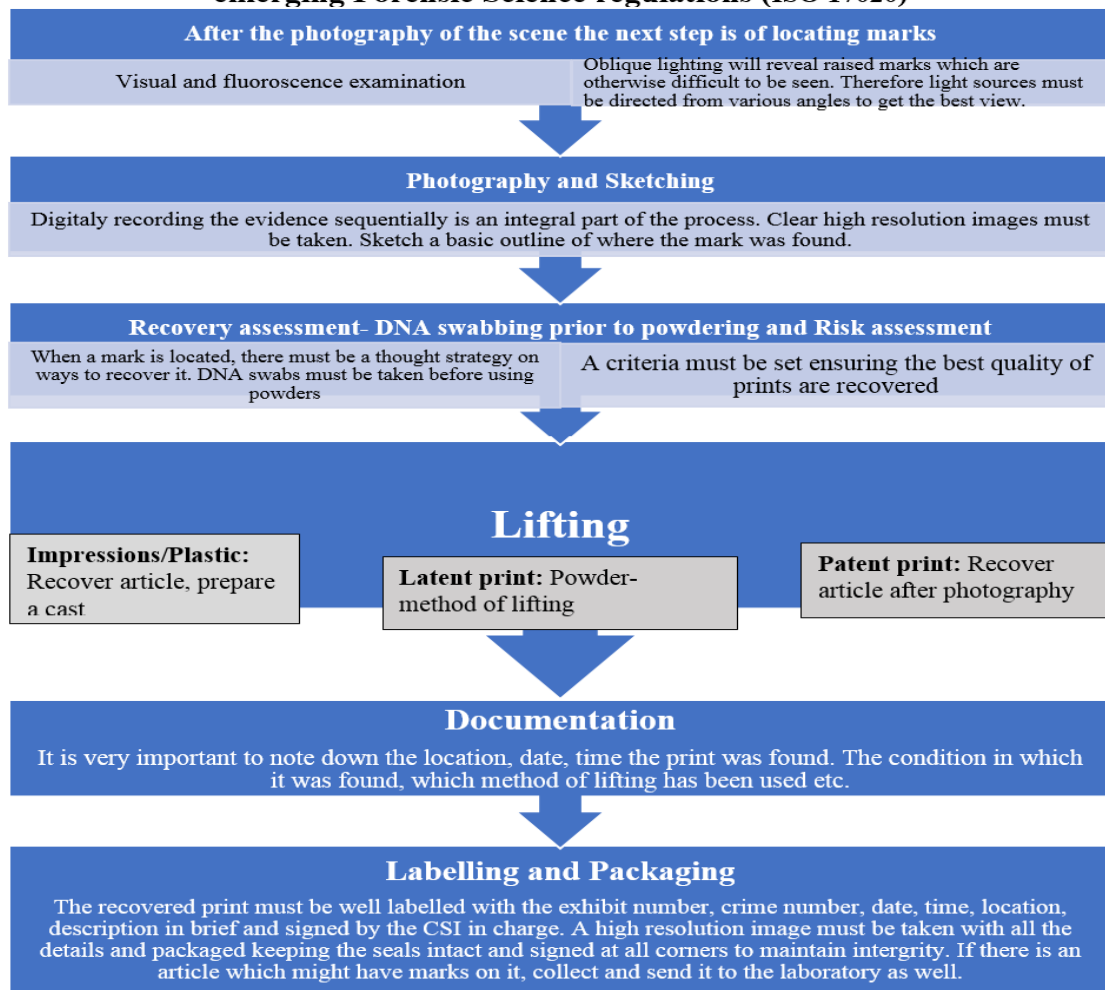 emerging Forensic Science regulations (ISO 17020)
After the photography of the scene the next step is of locating marks
Visual and fluoroscence examination
Oblique lighting will reveal raised marks which are
otherwise difficult to be seen. Therefore light sources must
be directed from various angles to get the best view.
Photography and Sketching
Digitaly recording the evidence sequentially is an integral part of the process. Clear high resolution images must
be taken. Sketch a basic outline of where the mark was found.
Recovery assessment- DNA swabbing prior to powdering and Risk assessment
When a mark is located, there must be a thought strategy on
ways to recover it. DNA swabs must be taken before using
powders
A criteria must be set ensuring the best quality of
prints are recovered
Lifting
Impressions/Plastic:
Recover article, prepare
a cast
Latent print: Powder-
method of lifting
Patent print: Recover
article after photography
Documentation
It is very important to note down the location, date, time the print was found. The condition in which
it was found, which method of lifting has been used etc.
Labelling and Packaging
The recovered print must be well labelled with the exhibit number, crime number, date, time, location,
description in brief and signed by the CSI in charge. A high resolution image must be taken with all the
details and packaged keeping the seals intact and signed at all corners to maintain intergrity. If there is an
article which might have marks on it, collect and send it to the laboratory as well.